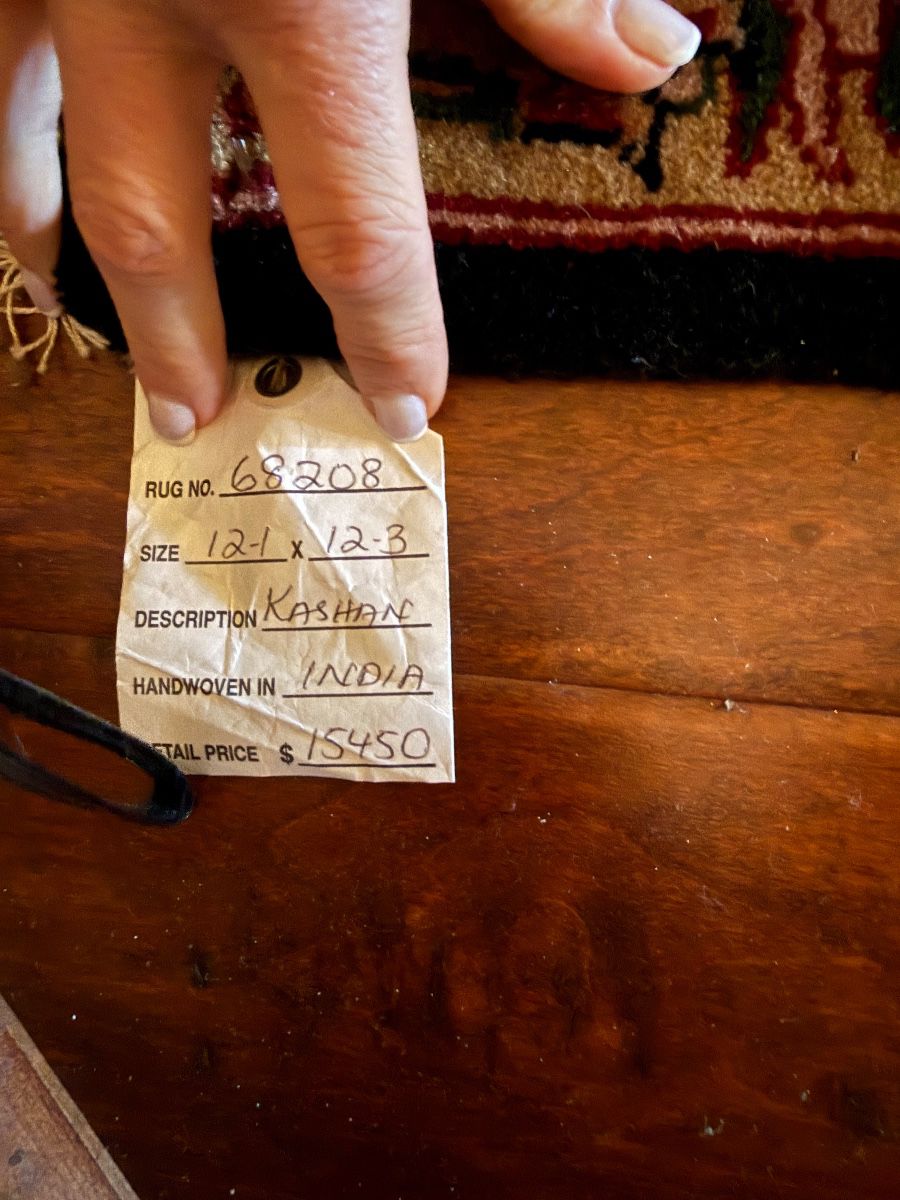 RUG NO. 68208
SIZE 12-1 X 12-3
DESCRIPTION KASHAN
HANDWOVEN IN INDIA
ETAIL PRICE $ 15450